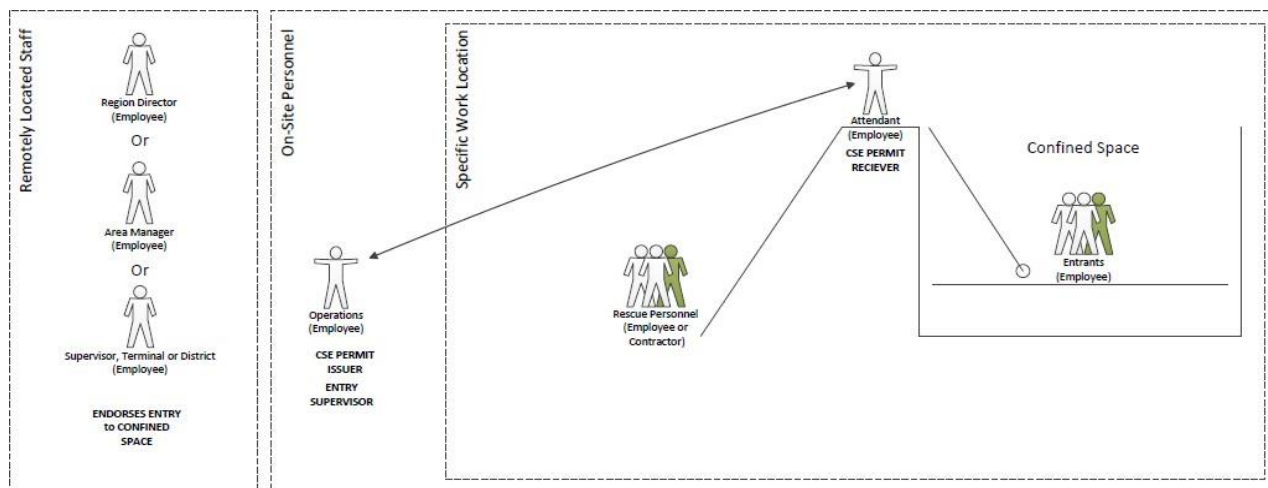 Remotely Located Staff
Region Director
(Employee)
Or
Area Manager
(Employee)
Or
Supervisor, Terminal or District
(Employee)
ENDORSES ENTRY
to CONFINED
SPACE
On-Site Personnel
Operations
(Employee)
CSE PERMIT
ISSUER
ENTRY
SUPERVISOR
Specific Work Location
Rescue Personnel
(Employee or
Contractor)
Attendant
(Employee)
CSE PERMIT
RECIEVER
Confined Space
Entrants
(Employee)